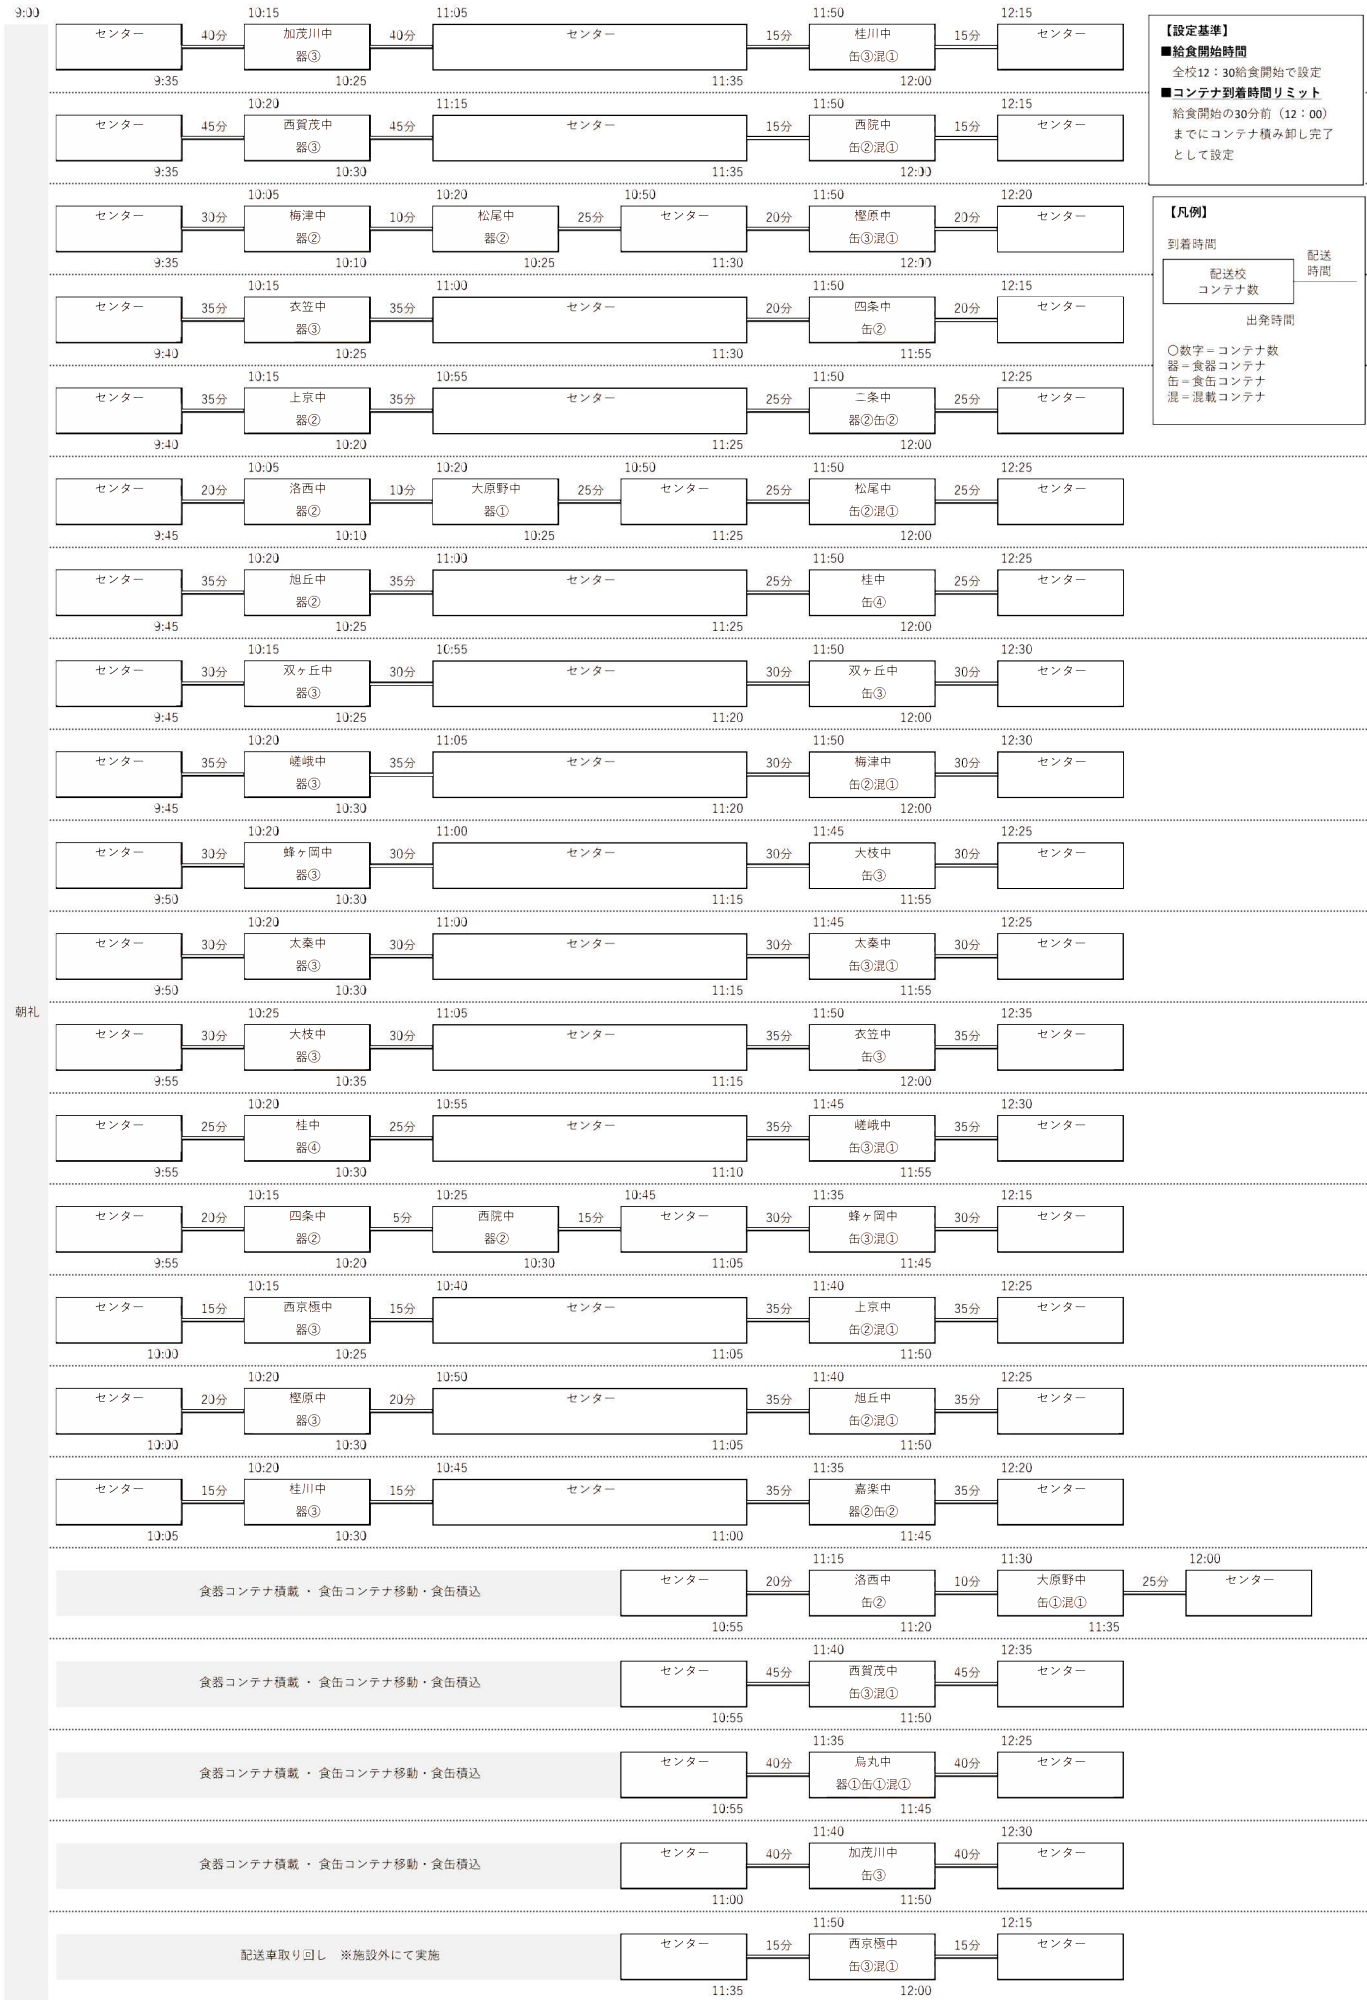 9:00
朝礼
10:15 11:05 11:50 12:15
センター 40分 加茂川中 40分 センター 15分 桂川中 15分 センター
器③ 缶③混①
9:35 10:25 11:35 12:00
10:20 11:15 11:50 12:15
センター 45分 西賀茂中 45分 センター 15分 西院中 15分 センター
器③ 缶②混①
9:35 10:30 11:35 12:00
10:05 10:20 10:50 11:50 12:20
センター 30分 梅津中 10分 松尾中 25分 センター 20分 樫原中 20分 センター
器② 器② 缶③混①
9:35 10:10 10:25 11:30 12:00
10:15 11:00 11:50 12:15
センター 35分 衣笠中 35分 センター 20分 四条中 20分 センター
器③ 缶②
9:40 10:25 11:30 11:55
10:15 10:55 11:50 12:25
センター 35分 上京中 35分 センター 25分 二条中 25分 センター
器② 器②缶②
9:40 10:20 11:25 12:00
10:05 10:20 10:50 11:50 12:25
センター 20分 洛西中 10分 大原野中 25分 センター 25分 松尾中 25分 センター
器② 器① 缶②混①
9:45 10:10 10:25 11:25 12:00
10:20 11:00 11:50 12:25
センター 35分 旭丘中 35分 センター 25分 桂中 25分 センター
器② 缶④
9:45 10:25 11:25 12:00
10:15 10:55 11:50 12:30
センター 30分 双ヶ丘中 30分 センター 30分 双ヶ丘中 30分 センター
器③ 缶③
9:45 10:25 11:20 12:00
10:20 11:05 11:50 12:30
センター 35分 嵯峨中 35分 センター 30分 梅津中 30分 センター
器③ 缶②混①
9:45 10:30 11:20 12:00
10:20 11:00 11:45 12:25
センター 30分 蜂ヶ岡中 30分 センター 30分 大枝中 30分 センター
器③ 缶③
9:50 10:30 11:15 11:55
10:20 11:00 11:45 12:25
センター 30分 太秦中 30分 センター 30分 太秦中 30分 センター
器③ 缶③混①
9:50 10:30 11:15 11:55
10:25 11:05 11:50 12:35
センター 30分 大枝中 30分 センター 35分 衣笠中 35分 センター
器③ 缶③
9:55 10:35 11:15 12:00
10:20 10:55 11:45 12:30
センター 25分 桂中 25分 センター 35分 嵯峨中 35分 センター
器④ 缶③混①
9:55 10:30 11:10 11:55
10:15 10:25 10:45 11:35 12:15
センター 20分 四条中 5分 西院中 15分 センター 30分 蜂ヶ岡中 30分 センター
器② 器② 缶③混①
9:55 10:20 10:30 11:05 11:45
10:15 10:40 11:40 12:25
センター 15分 西京極中 15分 センター 35分 上京中 35分 センター
器③ 缶②混①
10:00 10:25 11:05 11:50
10:20 10:50 11:40 12:25
センター 20分 樫原中 20分 センター 35分 旭丘中 35分 センター
器③ 缶②混①
10:00 10:30 11:05 11:50
10:20 10:45 11:35 12:20
センター 15分 桂川中 15分 センター 35分 嘉楽中 35分 センター
器③ 器②缶②
10:05 10:30 11:00 11:45
11:15 11:30 12:00
食器コンテナ積載 ・ 食缶コンテナ移動・食缶積込 センター 20分 洛西中 10分 大原野中 25分 センター
缶② 缶①混①
10:55 11:20 11:35
11:40 12:35
食器コンテナ積載 ・ 食缶コンテナ移動・食缶積込 センター 45分 西賀茂中 45分 センター
缶③混①
10:55 11:50
11:35 12:25
食器コンテナ積載 ・ 食缶コンテナ移動・食缶積込 センター 40分 烏丸中 40分 センター
器①缶①混①
10:55 11:45
11:40 12:30
食器コンテナ積載 ・ 食缶コンテナ移動・食缶積込 センター 40分 加茂川中 40分 センター
缶③
11:00 11:50
11:50 12:15
配送車取り回し ※施設外にて実施 センター 15分 西京極中 15分 センター
缶③混①
11:35 12:00
【設定基準】
■給食開始時間
全校12：30給食開始で設定
■コンテナ到着時間リミット
給食開始の30分前（12：00）
までにコンテナ積み卸し完了
として設定
【凡例】
到着時間
配送校
コンテナ数
配送
時間
出発時間
〇数字＝コンテナ数
器＝食器コンテナ
缶＝食缶コンテナ
混＝混載コンテナ